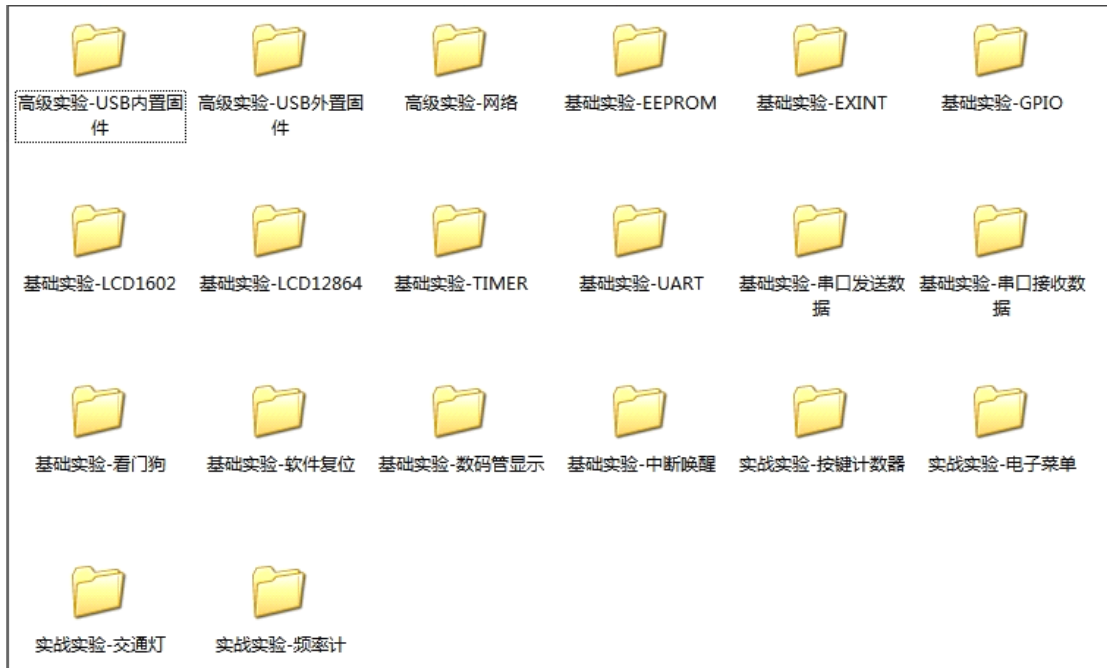 高级实验-USB内置固
件
高级实验-USB外置固
件
高级实验-网络
基础实验-EEPROM
基础实验-EXINT
基础实验-GPIO
基础实验-LCD1602
基础实验-LCD12864
基础实验-TIMER
基础实验-UART
基础实验-串口发送数
据
基础实验-串口接收数
据
基础实验-看门狗
基础实验-软件复位
基础实验-数码管显示
基础实验-中断唤醒
实战实验-按键计数器
实战实验-电子菜单
实战实验-交通灯
实战实验-频率计